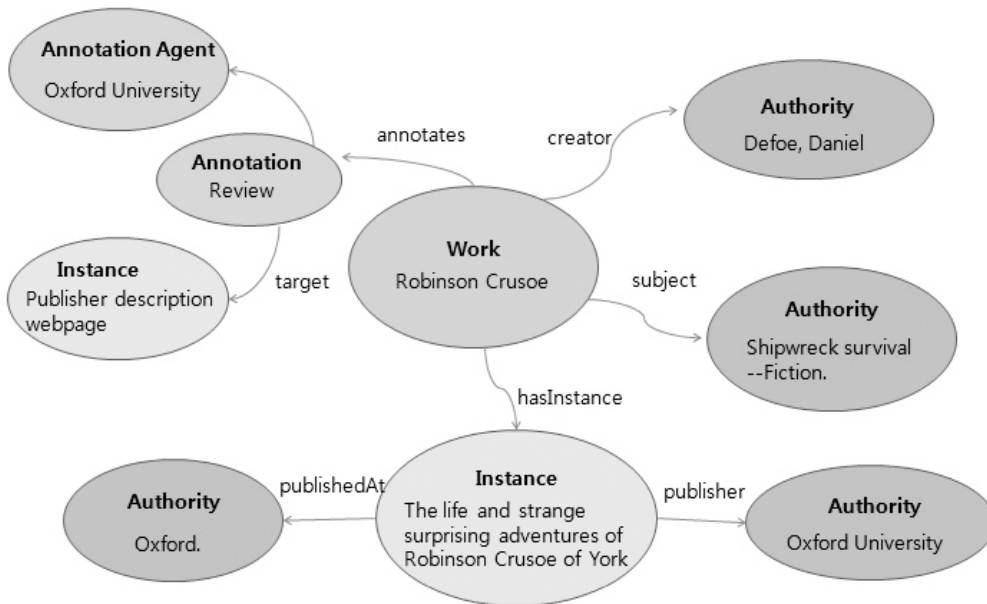 Annotation Agent
Oxford University
annotates
creator
Authority
Defoe, Daniel
Annotation
Review
Work
Robinson Crusoe
Instance
Publisher description
webpage
target
subject
Authority
Shipwreck survival
--Fiction.
hasInstance
Authority
Oxford.
publishedAt
Instance
The life and strange
surprising adventures of
Robinson Crusoe of York
publisher
Authority
Oxford University